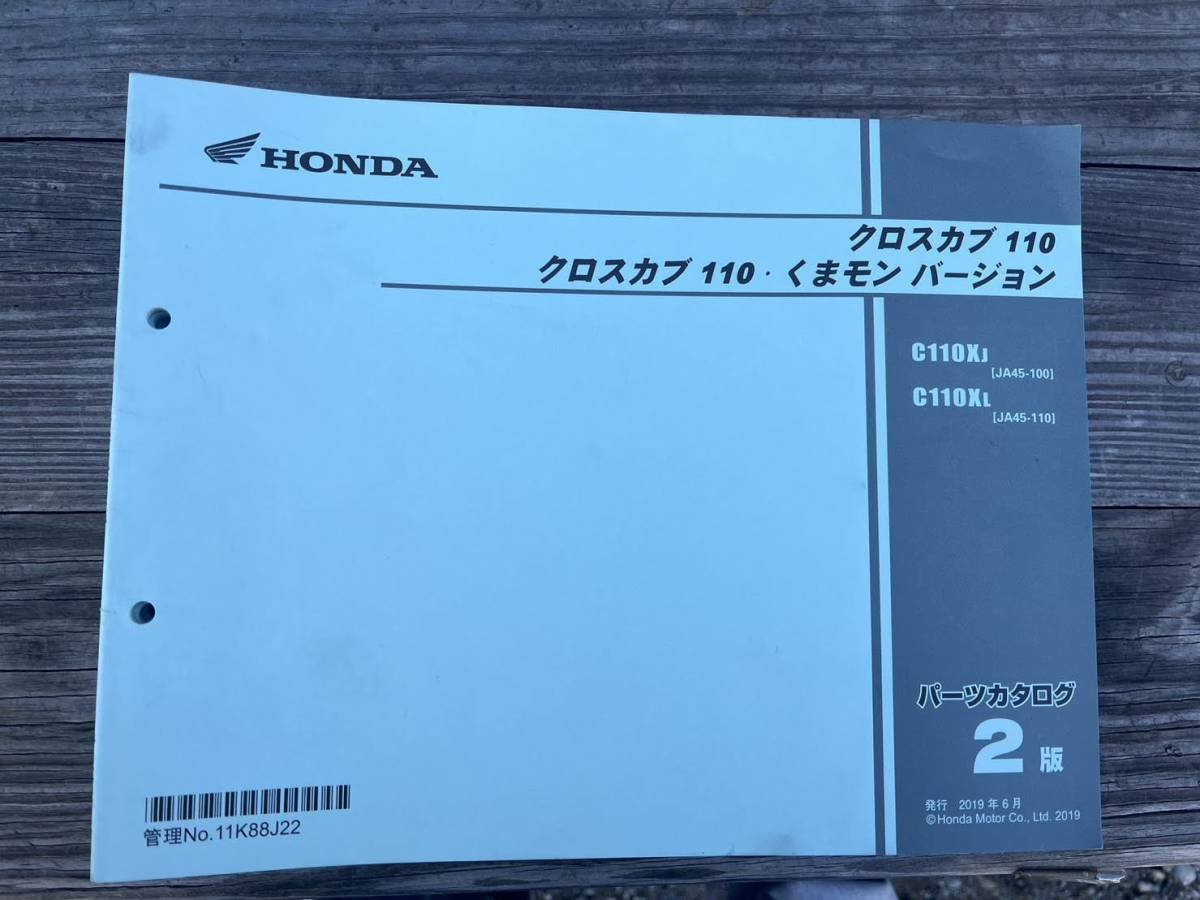 HONDA
クロスカブ 110
クロスカブ 110・くまモン バージョン
C110XJ
[JA45-100]
C110XL
[JA45-110]
パーツカタログ
2版
発行 2019年6月
©Honda Motor Co., Ltd. 2019
管理No.11K88J22